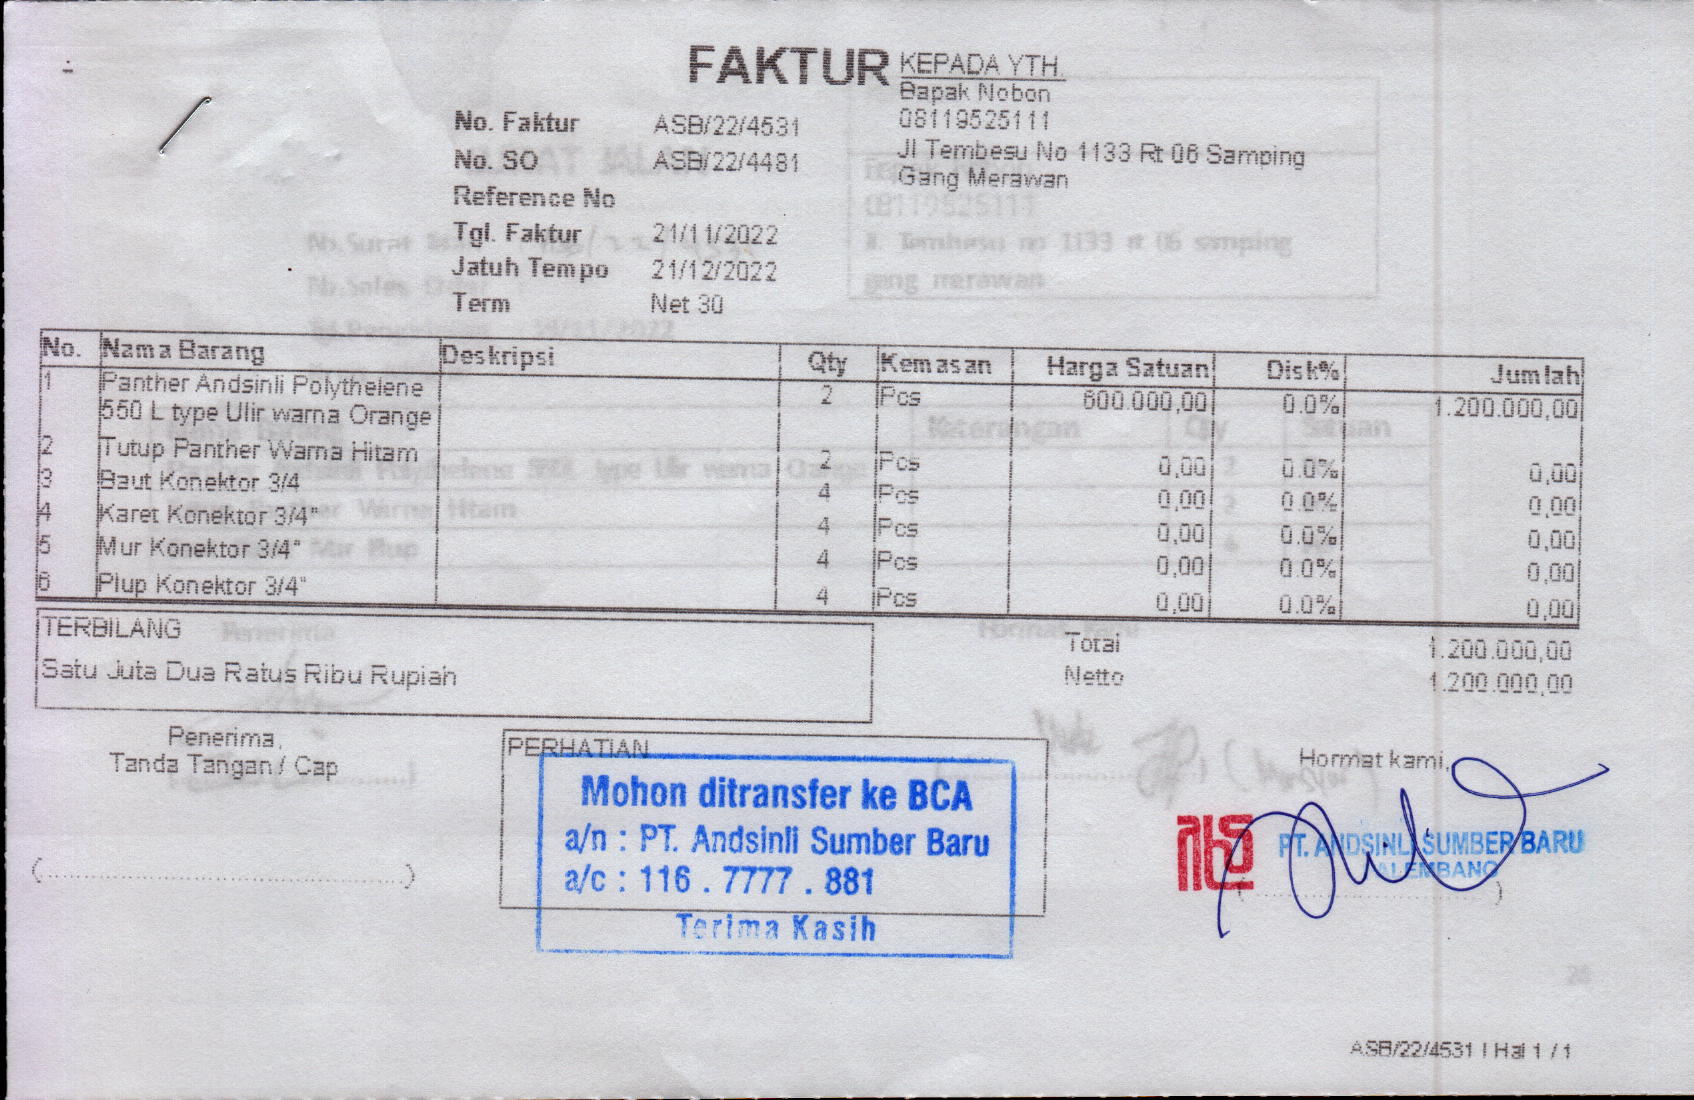 FAKTUR
KEPADA YTH.
Bapak Nobon
08119525111
Jl Tembesu No 1133 Rt 06 Samping
Gang Merawan
No. Faktur ASB/22/4531
No. SO ASB/22/4481
Reference No
Tgl. Faktur 21/11/2022
Jatuh Tempo 21/12/2022
Term Net 30
No. Nama Barang Deskripsi Qty Kemasan Harga Satuan Disk% Jumlah
1 Panther Andsinli Polythelene 2 Pcs 600.000,00 0.0% 1.200.000,00
550 L type Ulir warna Orange
2 Tutup Panther Warna Hitam 2 Pcs 0,00 0.0% 0,00
3 Baut Konektor 3/4 4 Pcs 0,00 0.0% 0,00
4 Karet Konektor 3/4" 4 Pcs 0,00 0.0% 0,00
5 Mur Konektor 3/4" 4 Pcs 0,00 0.0% 0,00
6 Plup Konektor 3/4" 4 Pcs 0,00 0.0% 0,00
TERBILANG
Satu Juta Dua Ratus Ribu Rupiah
Total 1.200.000,00
Netto 1.200.000,00
Penerima,
Tanda Tangan / Cap
PERHATIAN
Mohon ditransfer ke BCA
a/n : PT. Andsinli Sumber Baru
a/c : 116 . 7777 . 881
Terima Kasih
Hormat kami,
PT. ANDSINLI SUMBER BARU
PALEMBANG
ASB/22/4531 | Hal 1 / 1